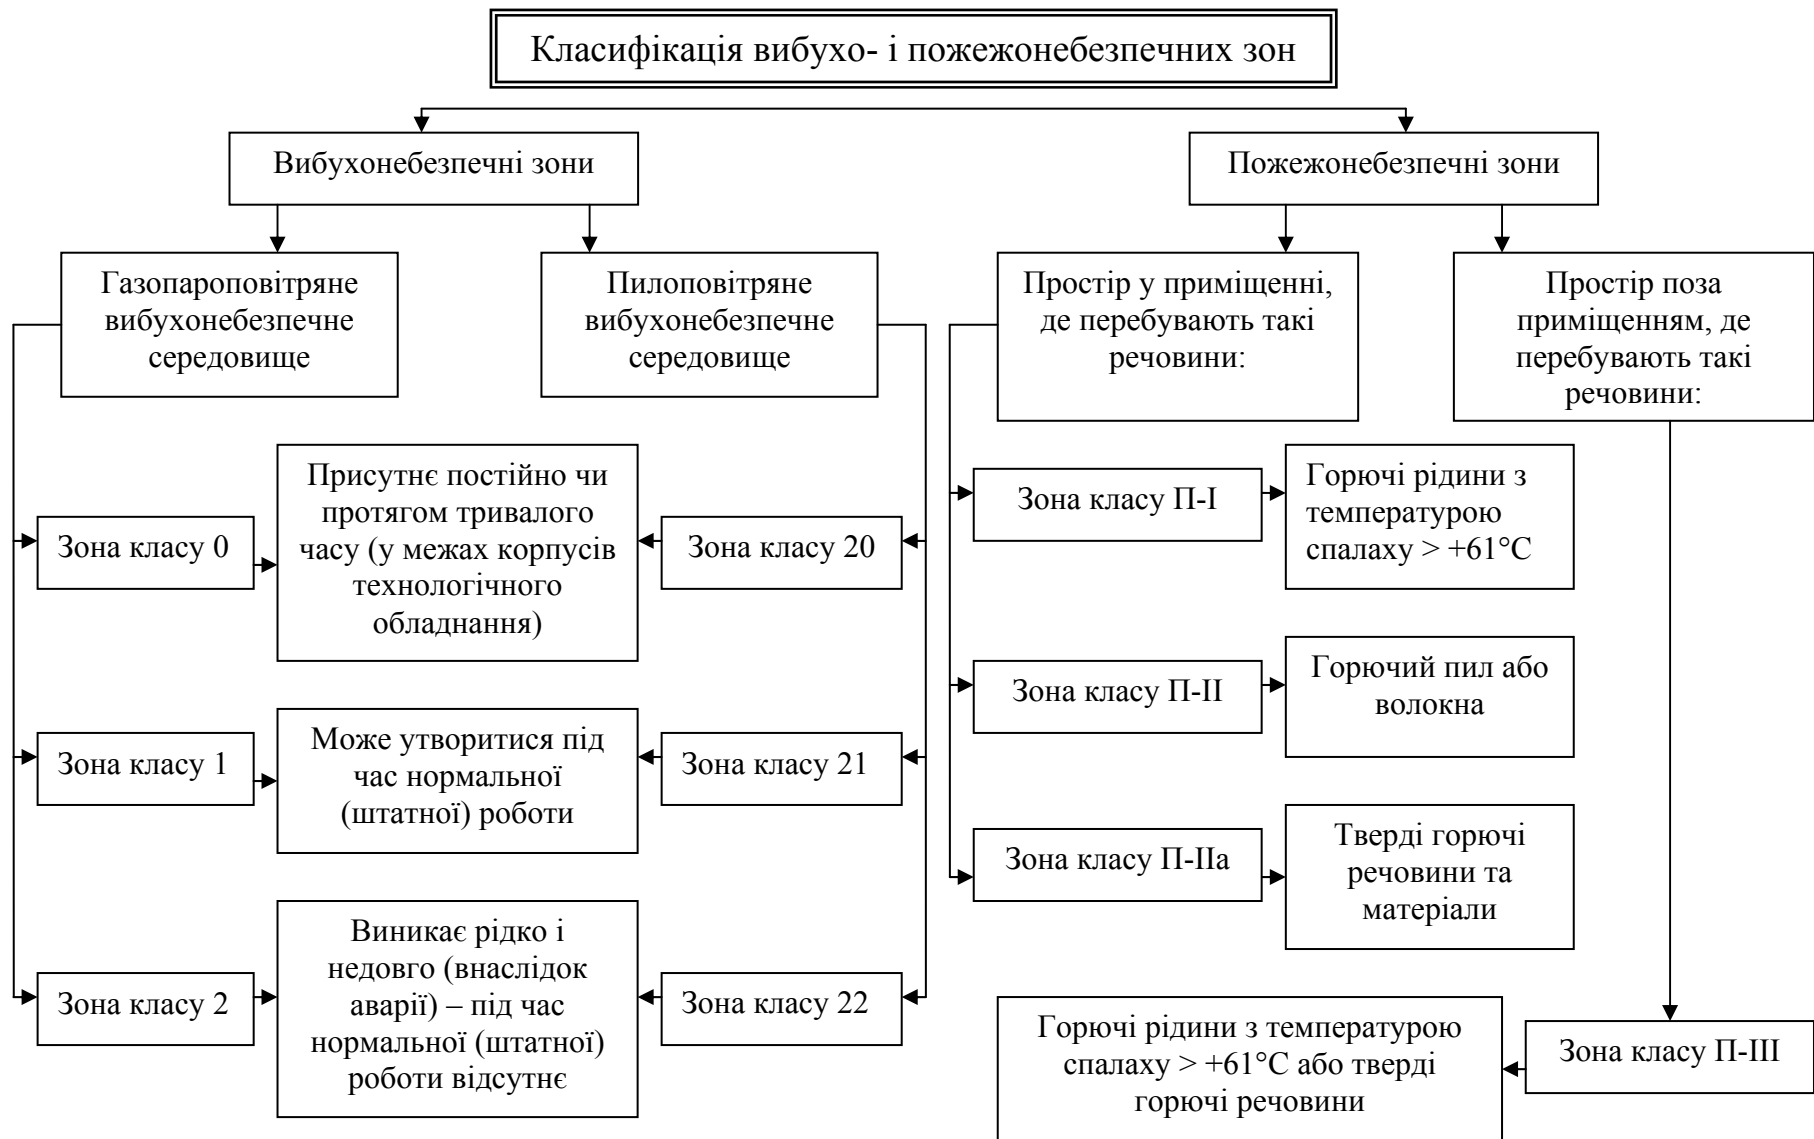 Класифікація вибухо- і пожежонебезпечних зон
Вибухонебезпечні зони
Пожежонебезпечні зони
Газопароповітряне
вибухонебезпечне
середовище
Пилоповітряне
вибухонебезпечне
середовище
Простір у приміщенні,
де перебувають такі
речовини:
Простір поза
приміщенням, де
перебувають такі
речовини:
Зона класу 0
Присутнє постійно чи
протягом тривалого
часу (у межах корпусів
технологічного
обладнання)
Зона класу 20
Зона класу П-І
Горючі рідини з
температурою
спалаху > +61°С
Зона класу 1
Може утворитися під
час нормальної
(штатної) роботи
Зона класу 21
Зона класу П-ІІ
Горючий пил або
волокна
Зона класу П-ІІа
Тверді горючі
речовини та
матеріали
Зона класу 2
Виникає рідко і
недовго (внаслідок
аварії) – під час
нормальної (штатної)
роботи відсутнє
Зона класу 22
Горючі рідини з температурою
спалаху > +61°С або тверді
горючі речовини
Зона класу П-ІІІ